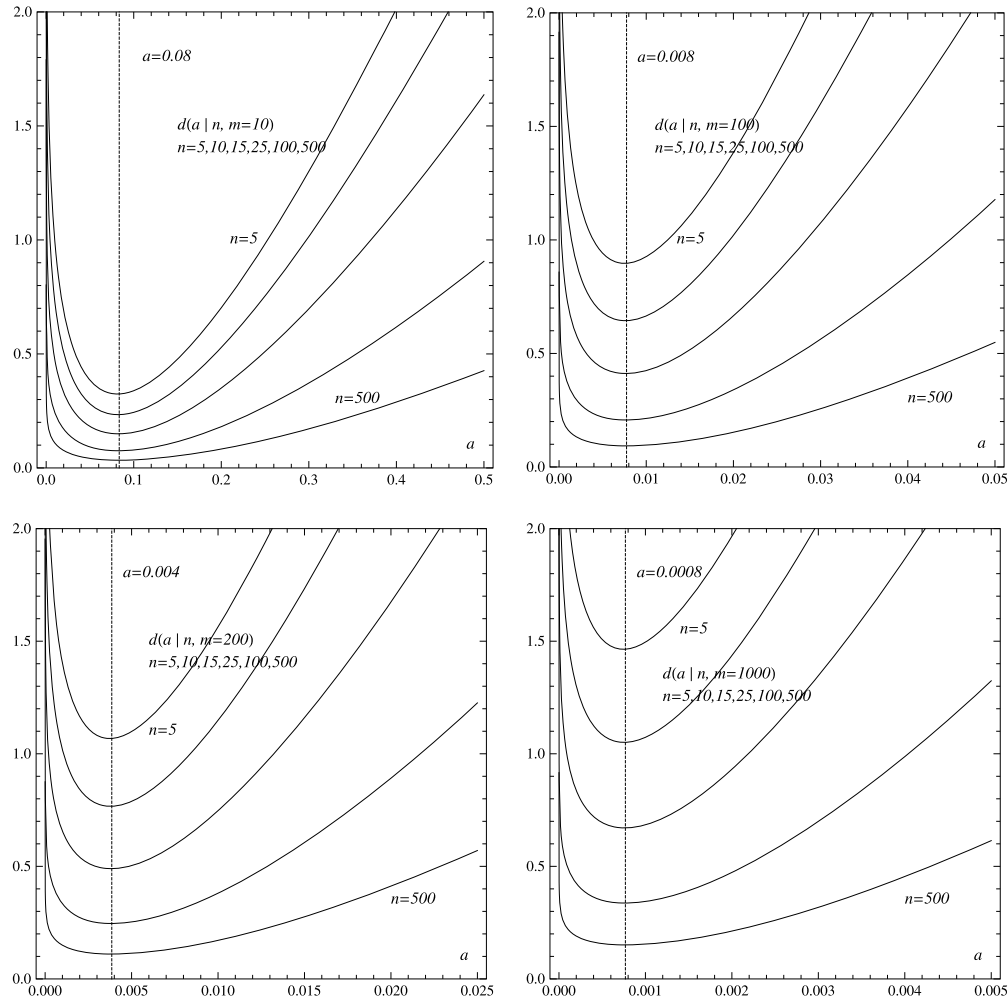 2.0
a=0.08
1.5
d(a | n, m=10)
n=5,10,15,25,100,500
1.0
n=5
0.5
n=500
a
0.0
0.0 0.1 0.2 0.3 0.4 0.5
2.0
a=0.008
1.5
d(a | n, m=100)
n=5,10,15,25,100,500
1.0
n=5
0.5
n=500
a
0.0
0.00 0.01 0.02 0.03 0.04 0.05
2.0
a=0.004
1.5
d(a | n, m=200)
n=5,10,15,25,100,500
n=5
1.0
0.5
n=500
a
0.0
0.000 0.005 0.010 0.015 0.020 0.025
2.0
a=0.0008
n=5
1.5
d(a | n, m=1000)
n=5,10,15,25,100,500
1.0
0.5
n=500
a
0.0
0.000 0.001 0.002 0.003 0.004 0.005